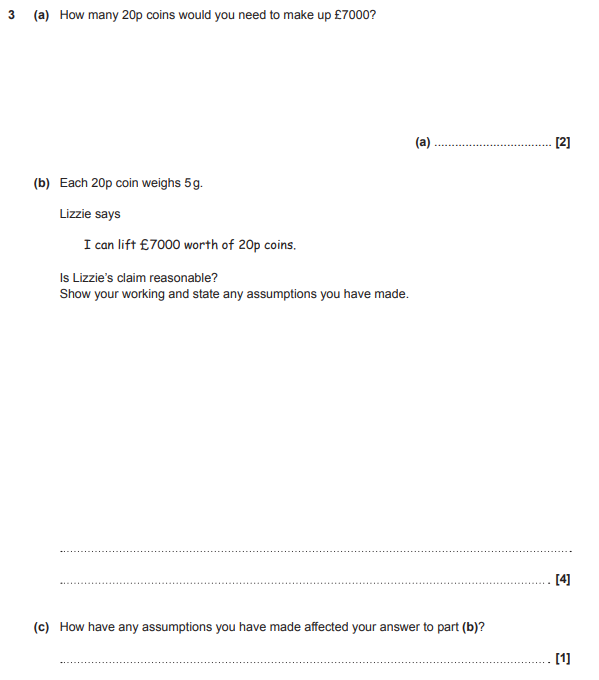 3 (a) How many 20p coins would you need to make up £7000?
(a) .................................. [2]
(b) Each 20p coin weighs 5 g.
Lizzie says
I can lift £7000 worth of 20p coins.
Is Lizzie's claim reasonable?
Show your working and state any assumptions you have made.
..........................................................................................................................................................
.................................................................................................................................................. . [4]
(c) How have any assumptions you have made affected your answer to part (b)?
.................................................................................................................................................. . [1]